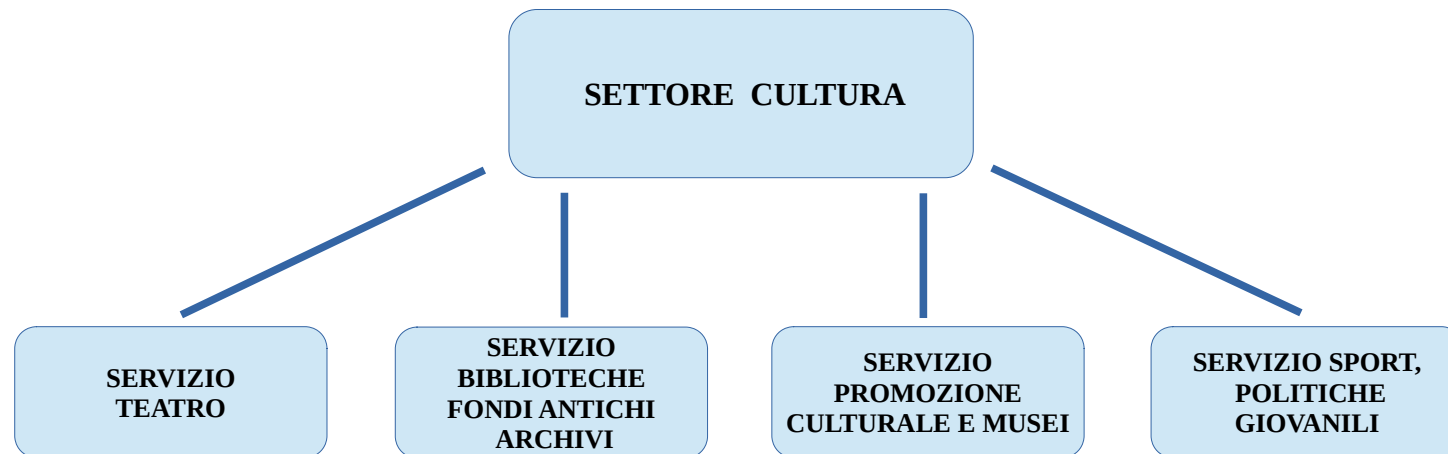 SETTORE CULTURA
SERVIZIO
TEATRO
SERVIZIO
BIBLIOTECHE
FONDI ANTICHI
ARCHIVI
SERVIZIO
PROMOZIONE
CULTURALE E MUSEI
SERVIZIO SPORT,
POLITICHE
GIOVANILI